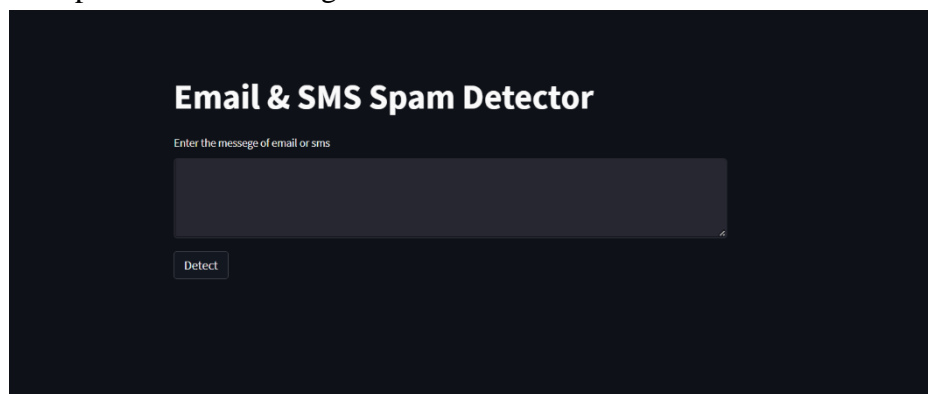 Email & SMS Spam Detector
Enter the messege of email or sms
Detect